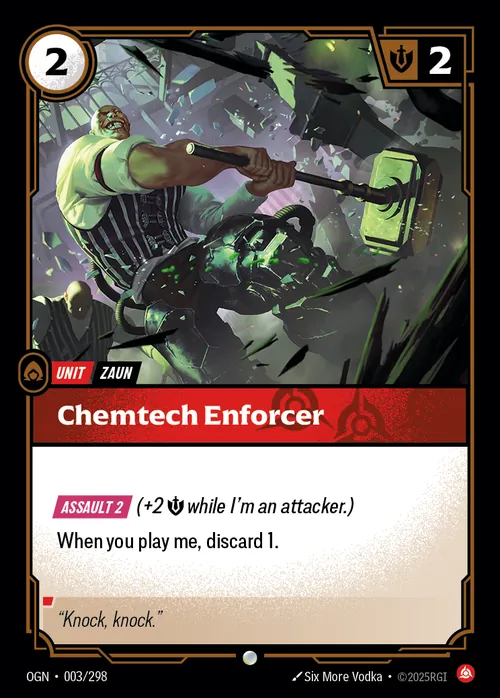 2
2
UNIT ZAUN
Chemtech Enforcer
ASSAULT 2 (+2 while I'm an attacker.)
When you play me, discard 1.
“Knock, knock.”
OGN • 003/298 Six More Vodka • ©2025RGI